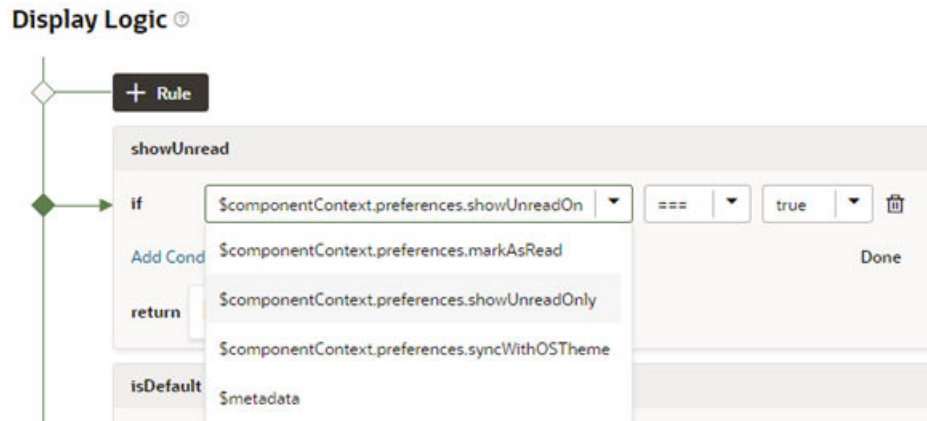 Display Logic ?
+ Rule
showUnread
if $componentContext.preferences.showUnreadOn === true
Add Cond $componentContext.preferences.markAsRead Done
$componentContext.preferences.showUnreadOnly
return
$componentContext.preferences.syncWithOSTheme
isDefault
$metadata